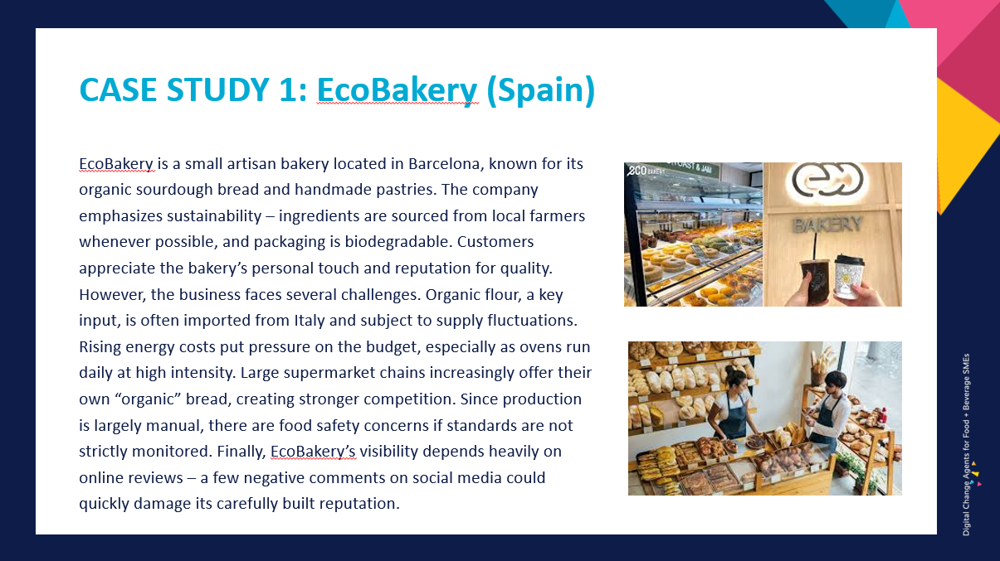 CASE STUDY 1: EcoBakery (Spain)
EcoBakery is a small artisan bakery located in Barcelona, known for its
organic sourdough bread and handmade pastries. The company
emphasizes sustainability – ingredients are sourced from local farmers
whenever possible, and packaging is biodegradable. Customers
appreciate the bakery’s personal touch and reputation for quality.
However, the business faces several challenges. Organic flour, a key
input, is often imported from Italy and subject to supply fluctuations.
Rising energy costs put pressure on the budget, especially as ovens run
daily at high intensity. Large supermarket chains increasingly offer their
own “organic” bread, creating stronger competition. Since production
is largely manual, there are food safety concerns if standards are not
strictly monitored. Finally, EcoBakery’s visibility depends heavily on
online reviews – a few negative comments on social media could
quickly damage its carefully built reputation.
ECO BAKERY
TOAST & JAM
eco
BAKERY
Digital Change Agents for Food + Beverage SMEs